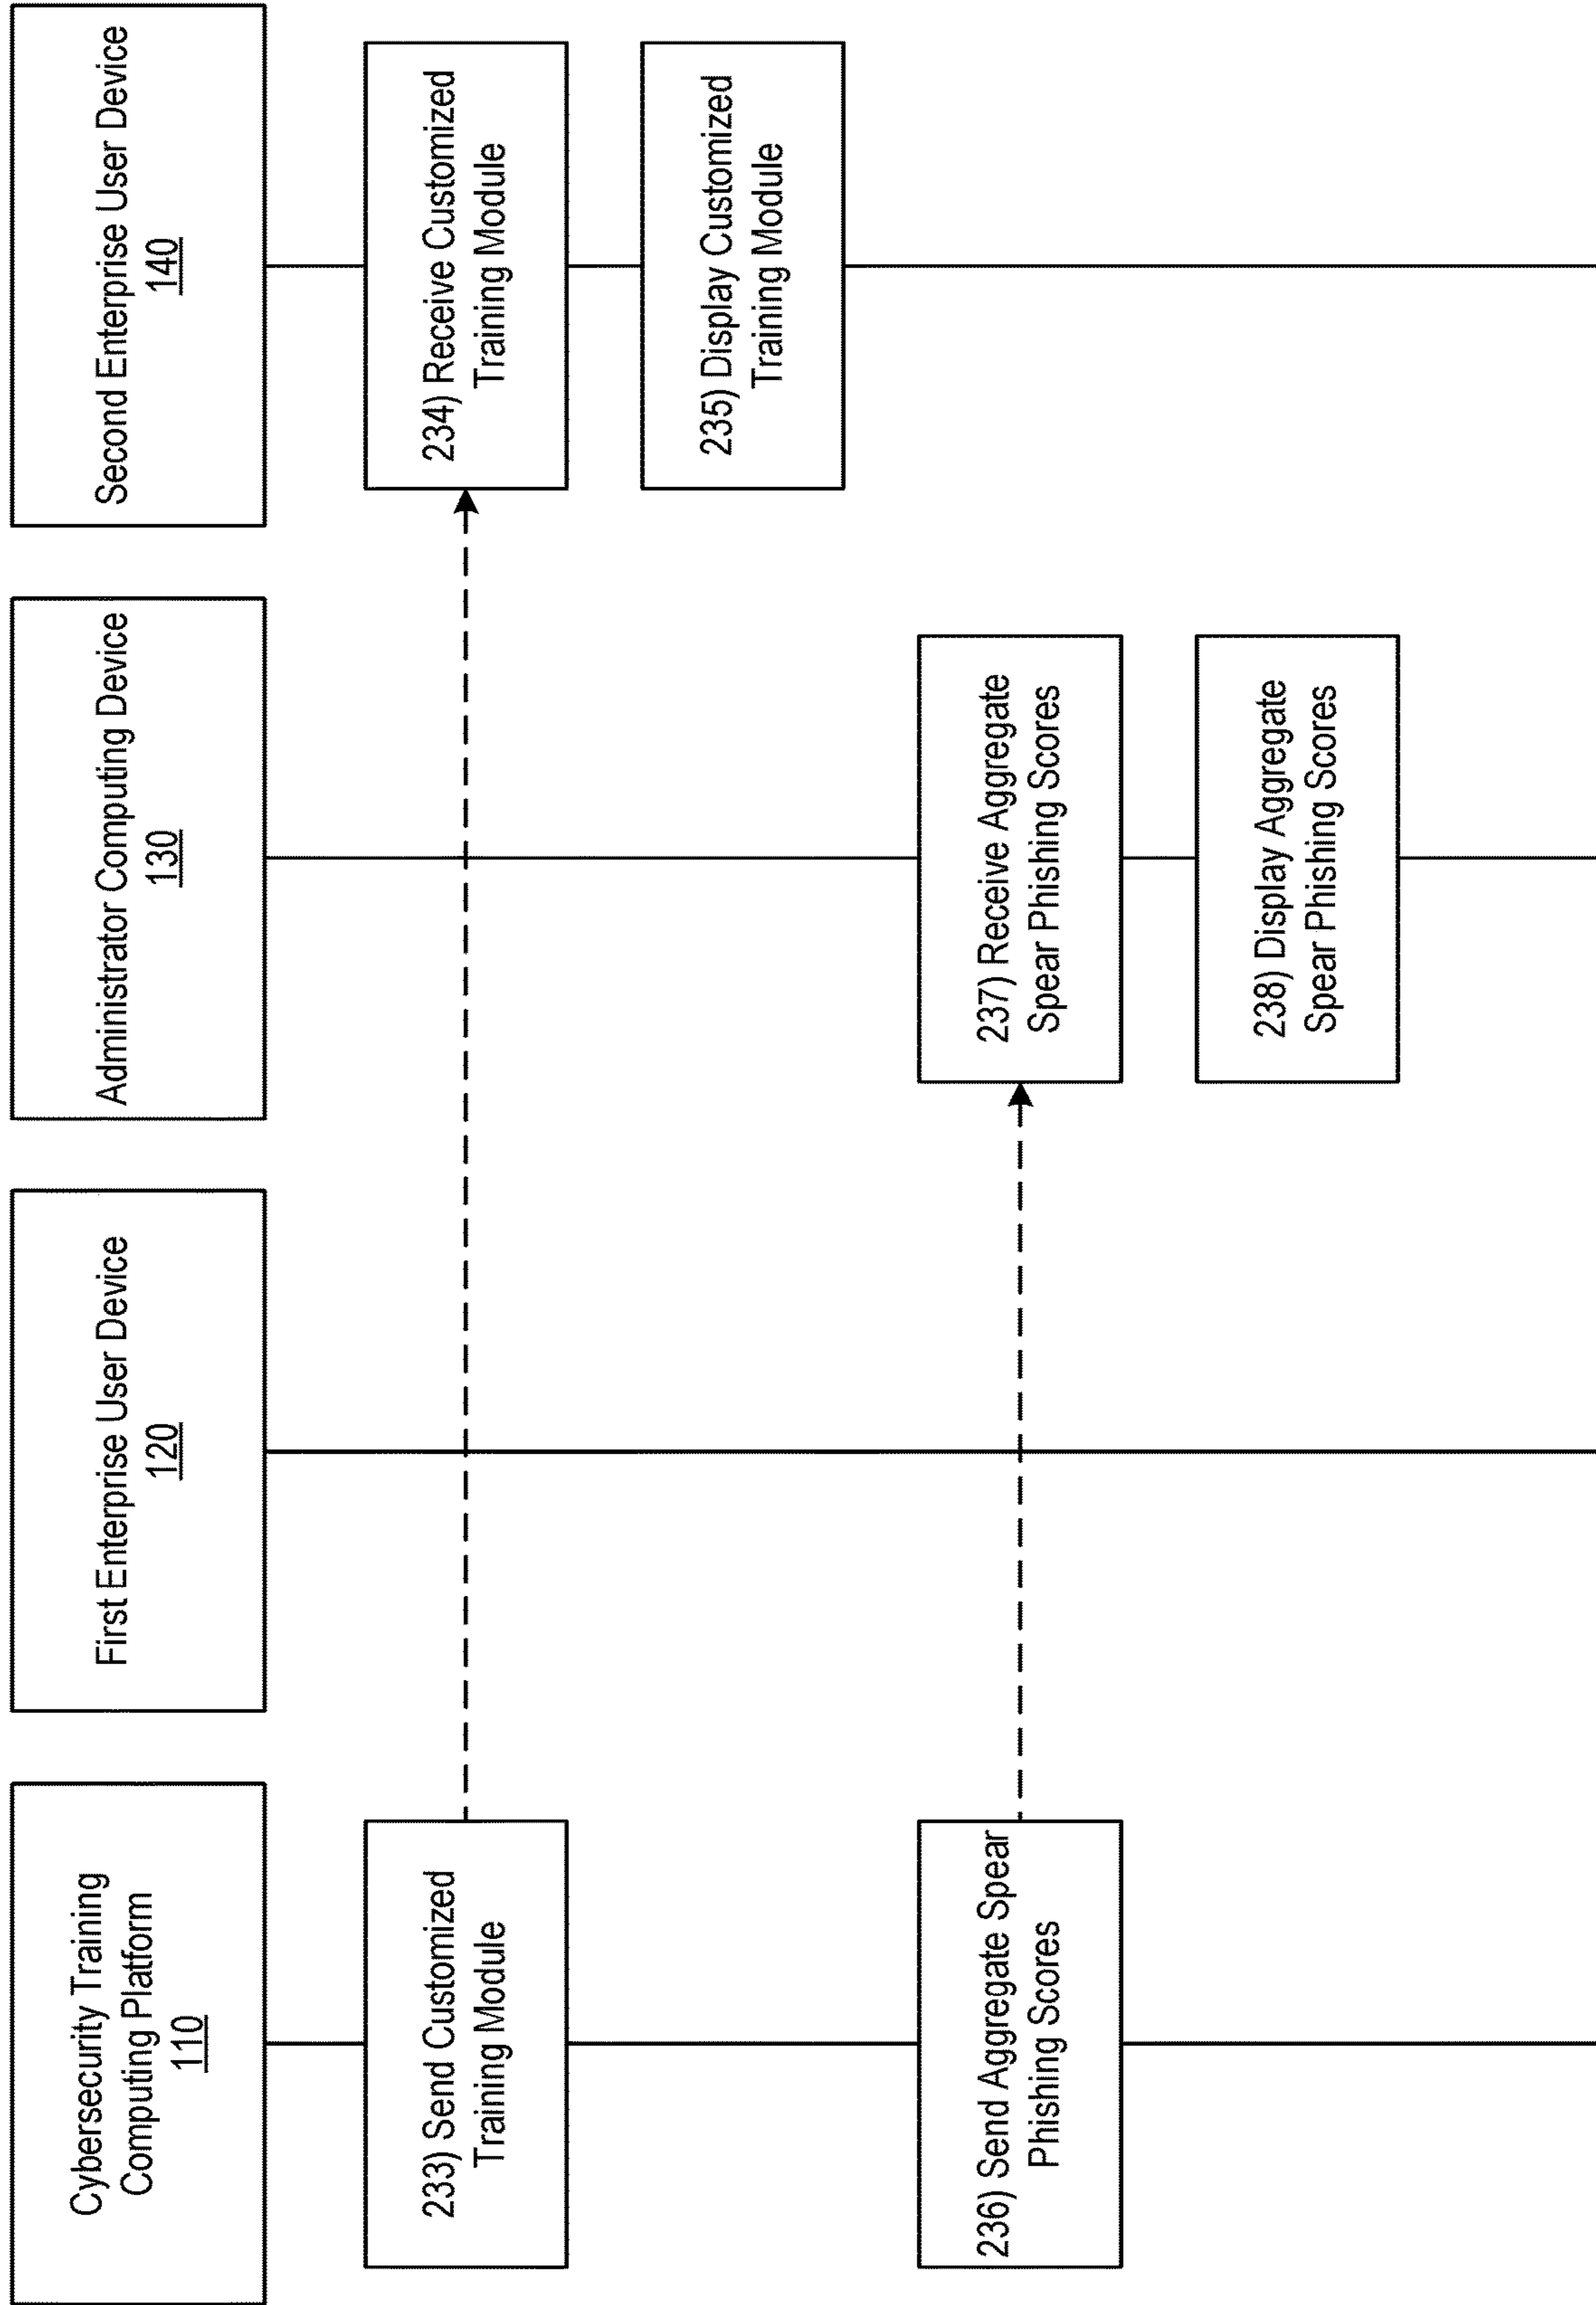 Cybersecurity Training
Computing Platform
110
First Enterprise User Device
120
Administrator Computing Device
130
Second Enterprise User Device
140
233) Send Customized
Training Module
234) Receive Customized
Training Module
235) Display Customized
Training Module
236) Send Aggregate Spear
Phishing Scores
237) Receive Aggregate
Spear Phishing Scores
238) Display Aggregate
Spear Phishing Scores